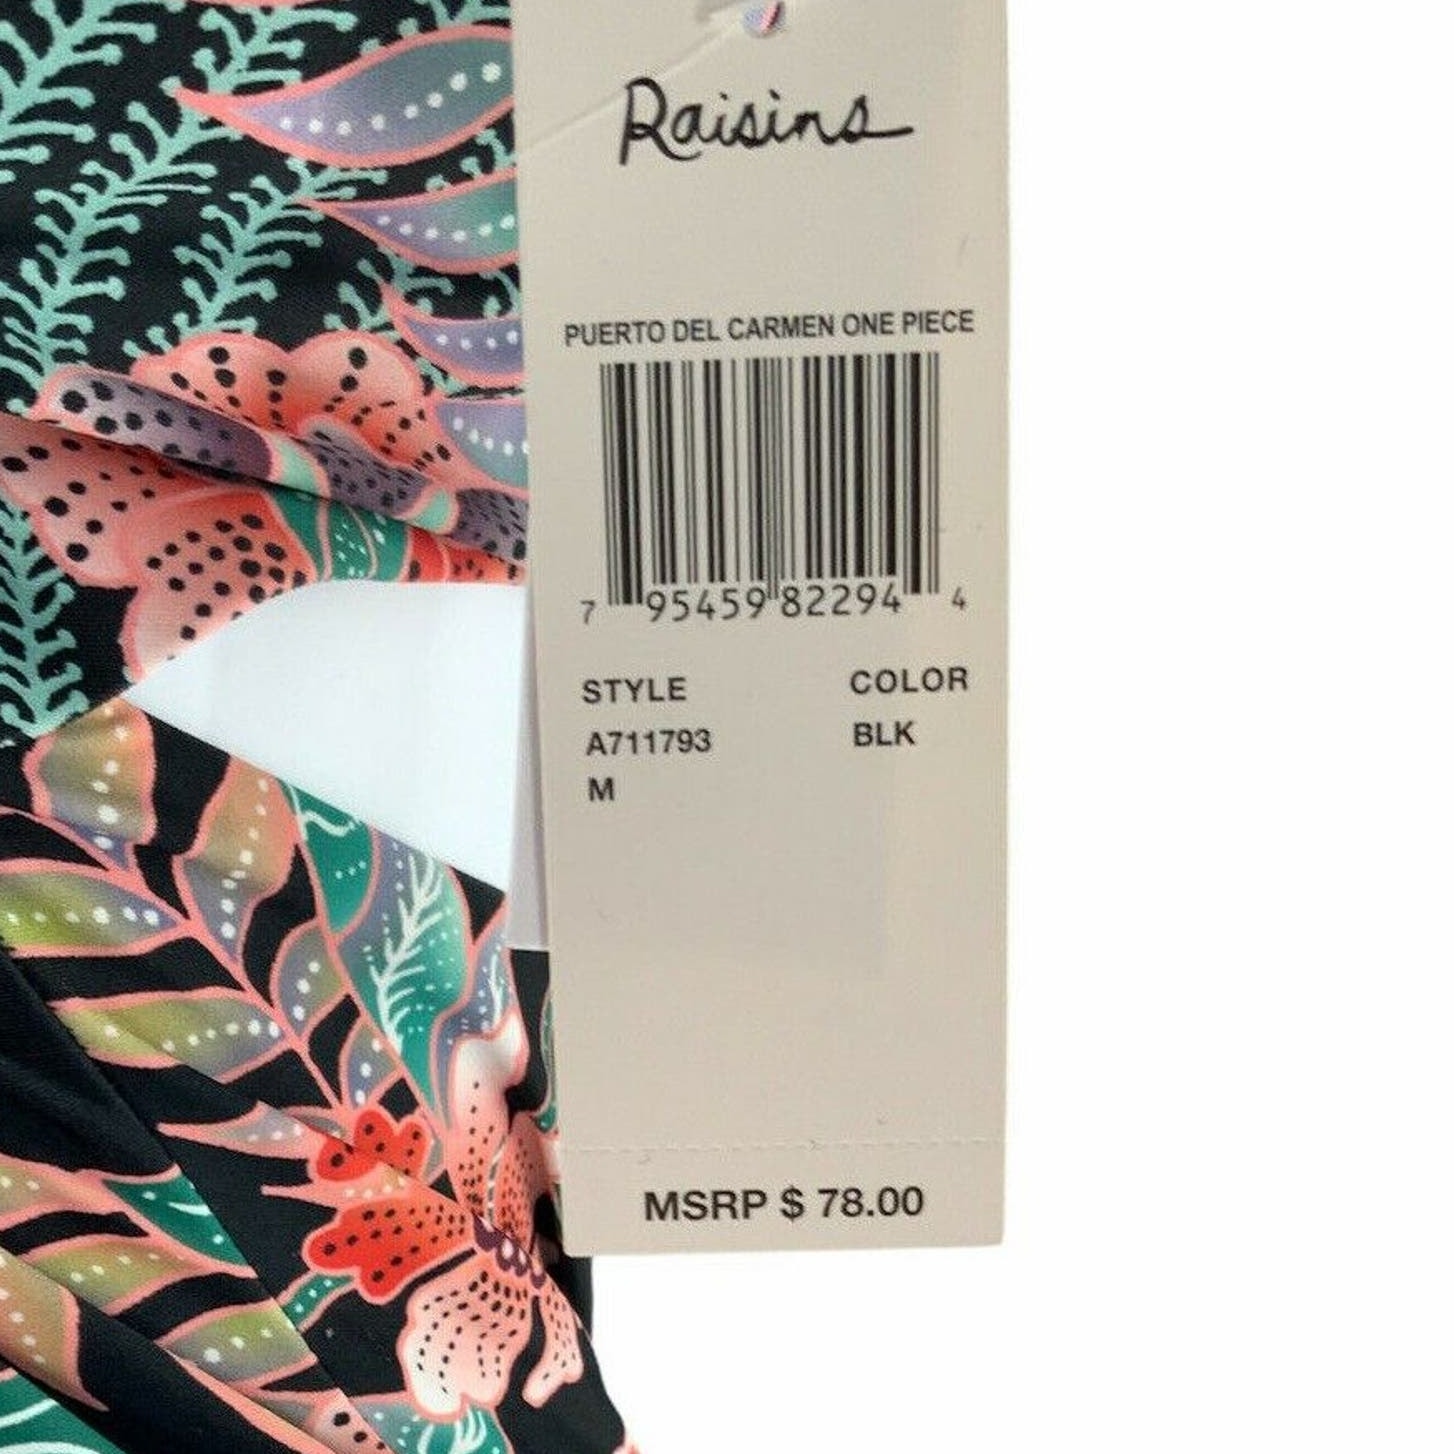 Raisins
PUERTO DEL CARMEN ONE PIECE
7 95459 82294 4
STYLE COLOR
A711793 BLK
M
MSRP $ 78.00